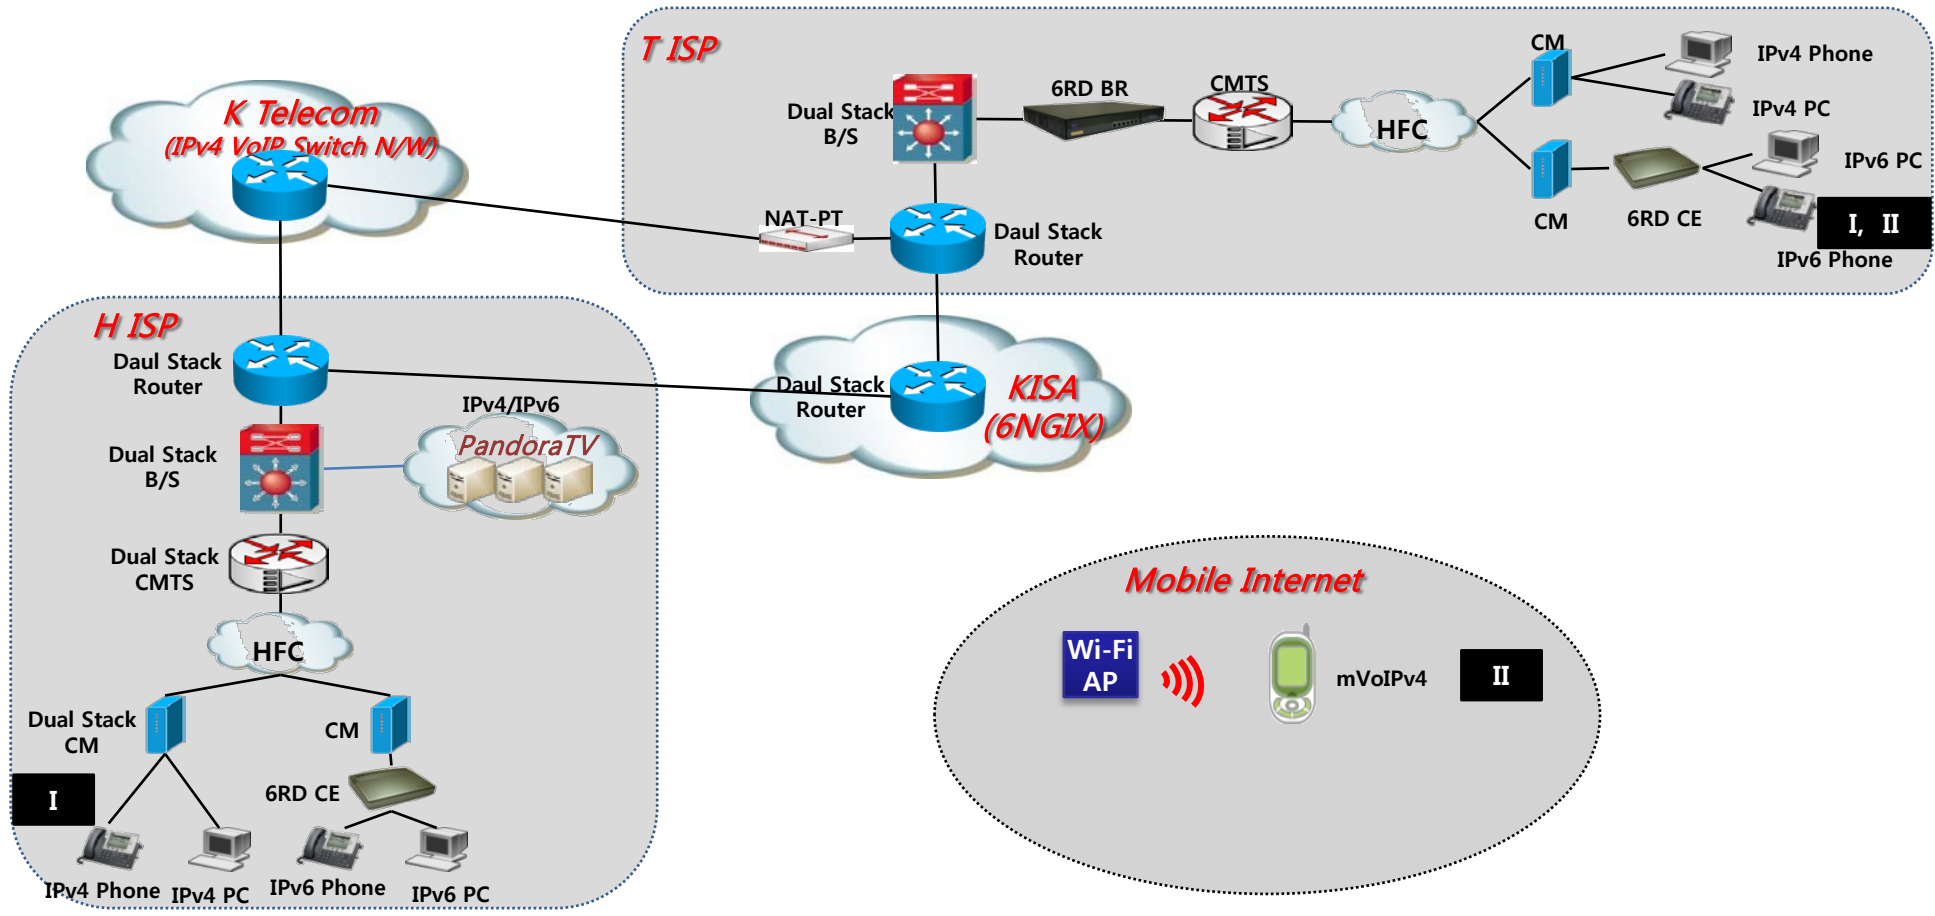 T ISP
CM
IPv4 Phone
6RD BR
CMTS
Dual Stack
B/S
HFC
IPv4 PC
IPv6 PC
CM
6RD CE
I, II
IPv6 Phone
NAT-PT
Daul Stack
Router
K Telecom
(IPv4 VoIP Switch N/W)
H ISP
Daul Stack
Router
Daul Stack
Router
KISA
(6NGIX)
IPv4/IPv6
PandoraTV
Dual Stack
B/S
Dual Stack
CMTS
HFC
Dual Stack
CM
CM
6RD CE
I
IPv4 Phone
IPv4 PC
IPv6 Phone
IPv6 PC
Mobile Internet
Wi-Fi
AP
mVoIPv4
II